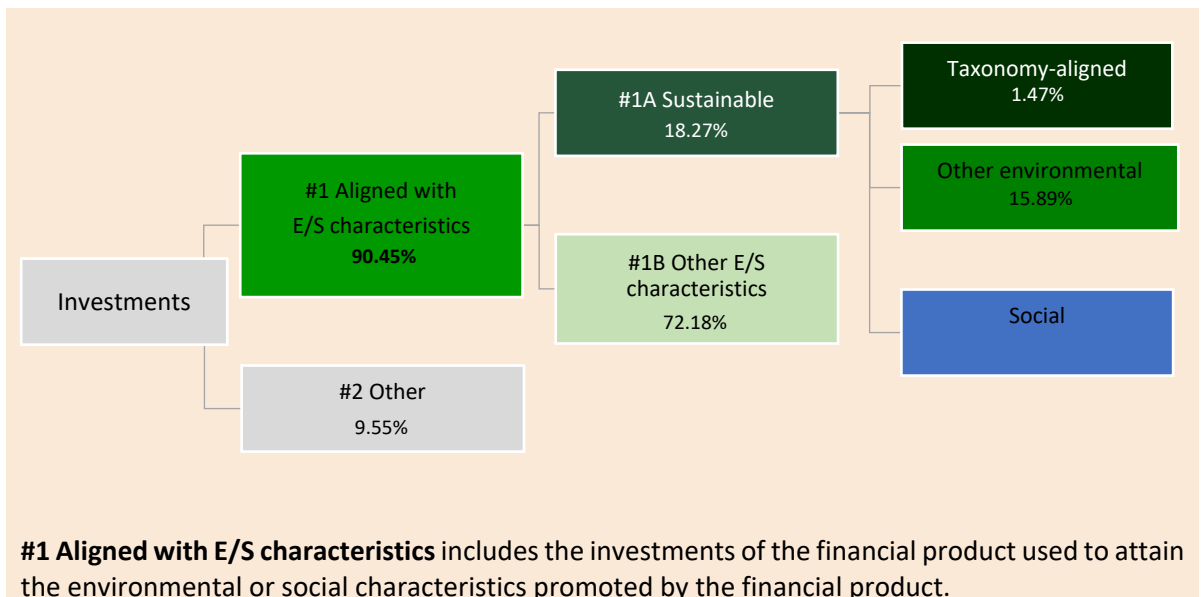 Investments
#1 Aligned with
E/S characteristics
90.45%
#2 Other
9.55%
#1A Sustainable
18.27%
#1B Other E/S
characteristics
72.18%
Taxonomy-aligned
1.47%
Other environmental
15.89%
Social
#1 Aligned with E/S characteristics includes the investments of the financial product used to attain
the environmental or social characteristics promoted by the financial product.